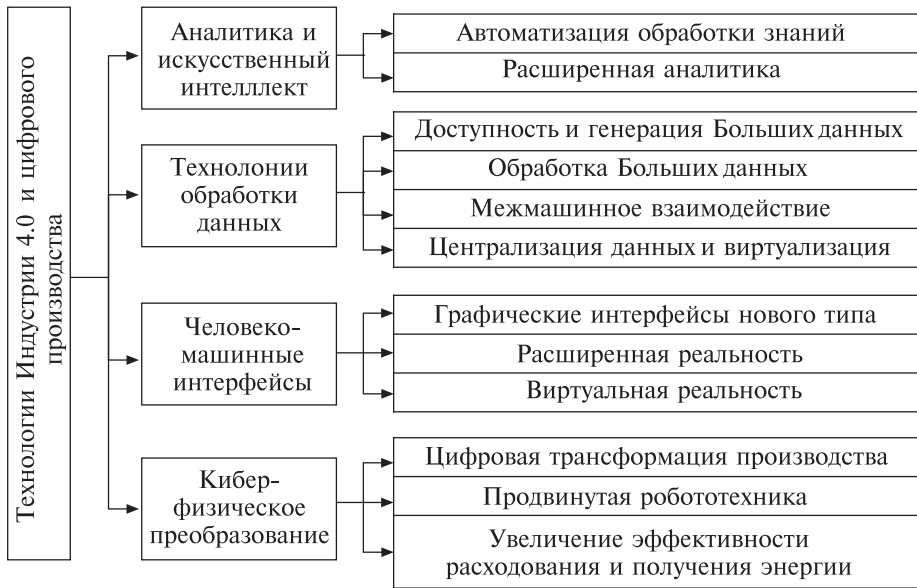 Технологии Индустрии 4.0 и цифрового
производства
Аналитика и
искусственный
интелллект
Автоматизация обработки знаний
Расширенная аналитика
Технолонии
обработки
данных
Доступность и генерация Больших данных
Обработка Больших данных
Межмашинное взаимодействие
Централизация данных и виртуализация
Человеко-
машинные
интерфейсы
Графические интерфейсы нового типа
Расширенная реальность
Виртуальная реальность
Кибер-
физическое
преобразование
Цифровая трансформация производства
Продвинутая робототехника
Увеличение эффективности
расходования и получения энергии